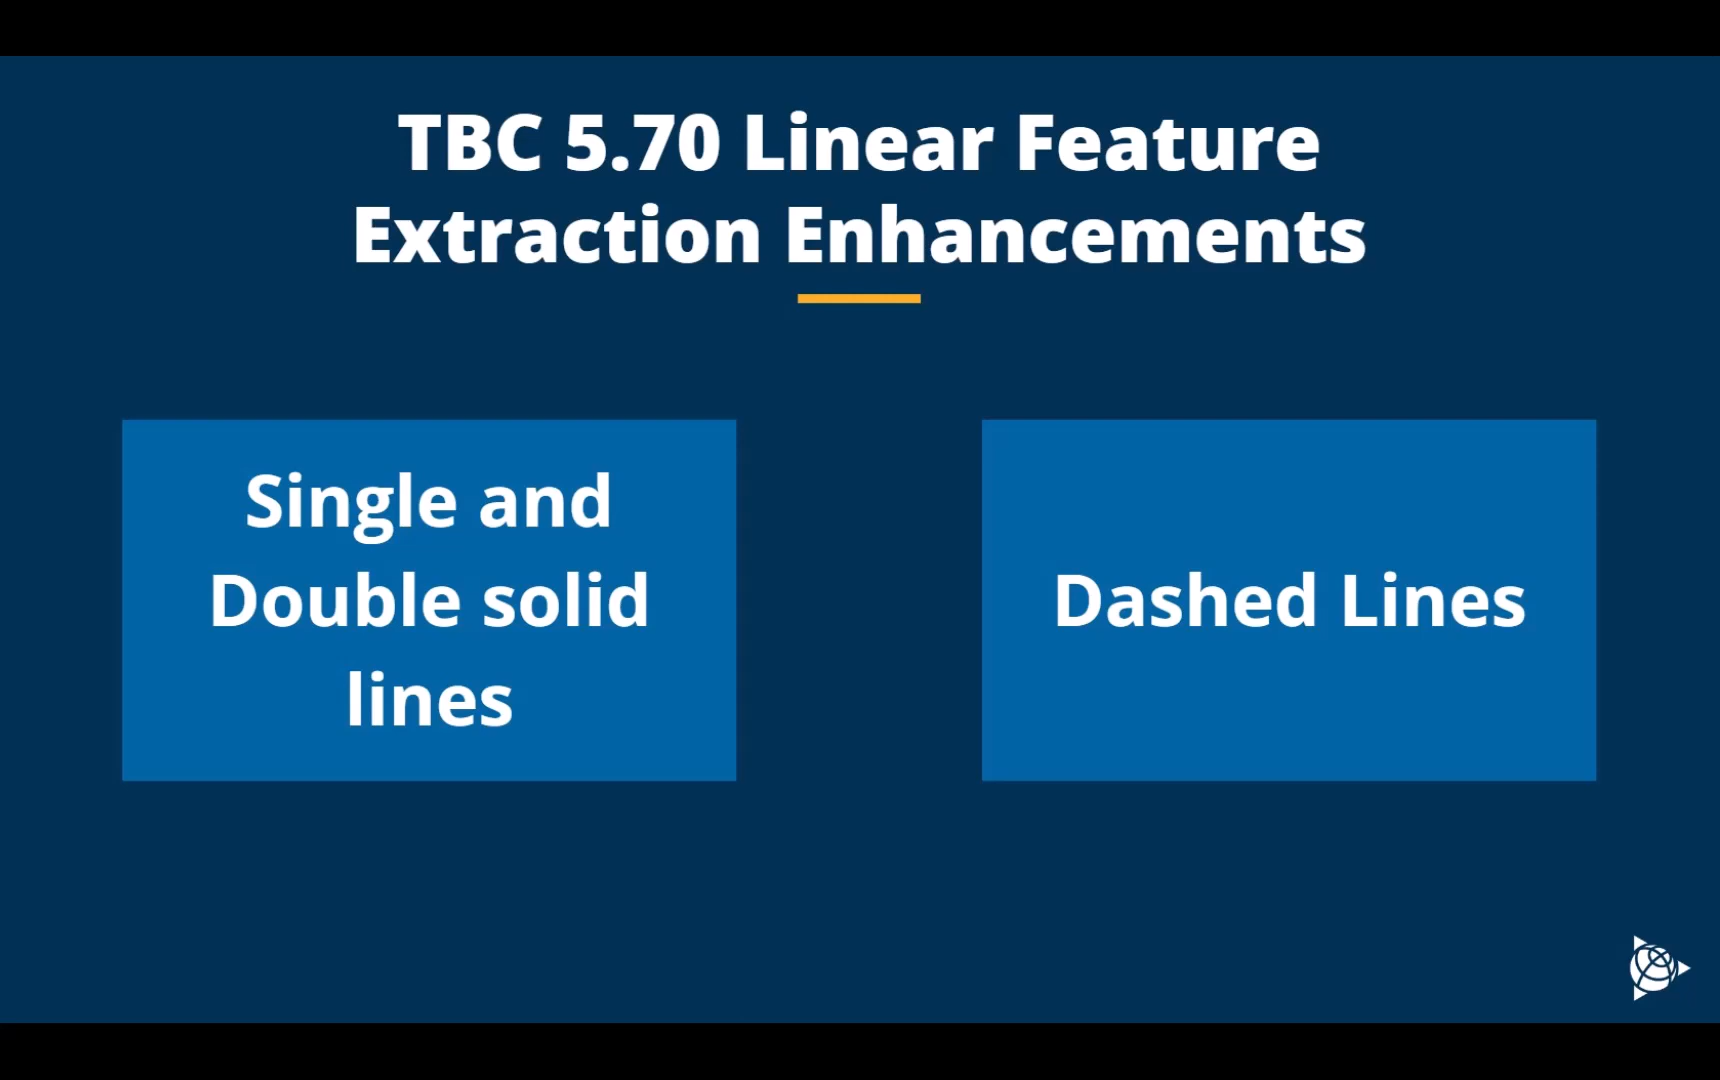 TBC 5.70 Linear Feature
Extraction Enhancements
Single and
Double solid
lines
Dashed Lines